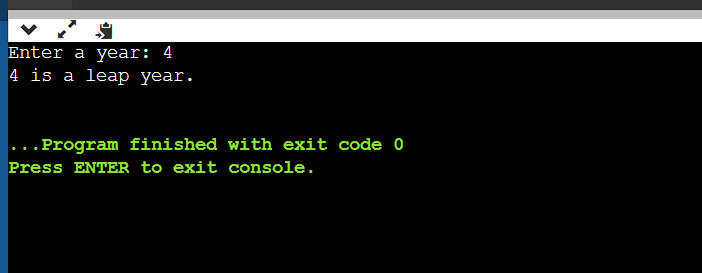 Enter a year: 4
4 is a leap year.
...Program finished with exit code 0
Press ENTER to exit console.